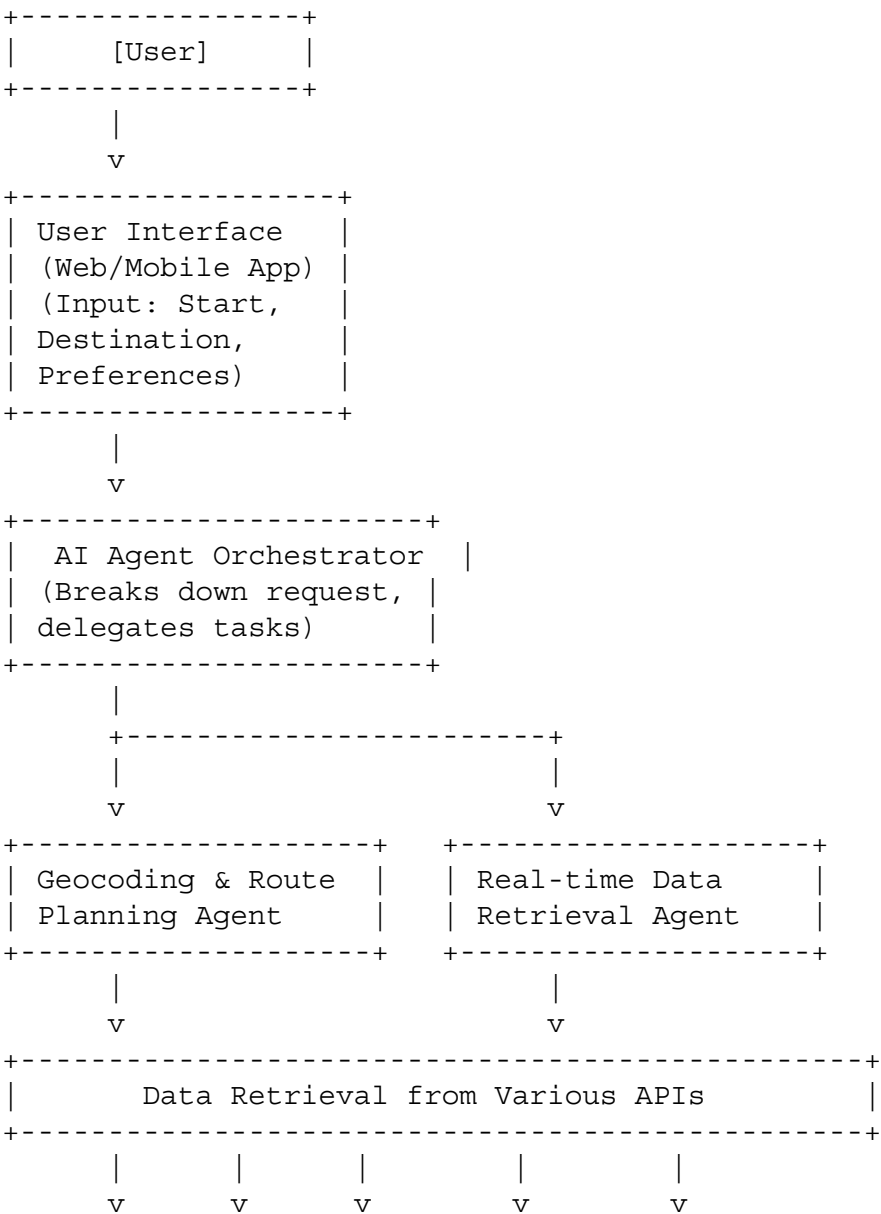 +----------------+
|      [User]      |
+----------------+
      |
      v
+------------------+
| User Interface   |
| (Web/Mobile App) |
| (Input: Start,   |
| Destination,     |
| Preferences)     |
+------------------+
      |
      v
+-----------------------+
|  AI Agent Orchestrator  |
| (Breaks down request, |
| delegates tasks)      |
+-----------------------+
      |
      +------------------------+
      |                        |
      v                        v
+--------------------+   +--------------------+
| Geocoding & Route  |   | Real-time Data     |
| Planning Agent     |   | Retrieval Agent    |
+--------------------+   +--------------------+
      |                        |
      v                        v
+------------------------------------------------+
|       Data Retrieval from Various APIs         |
+------------------------------------------------+
      |      |      |        |        |
      v      v      v        v        v